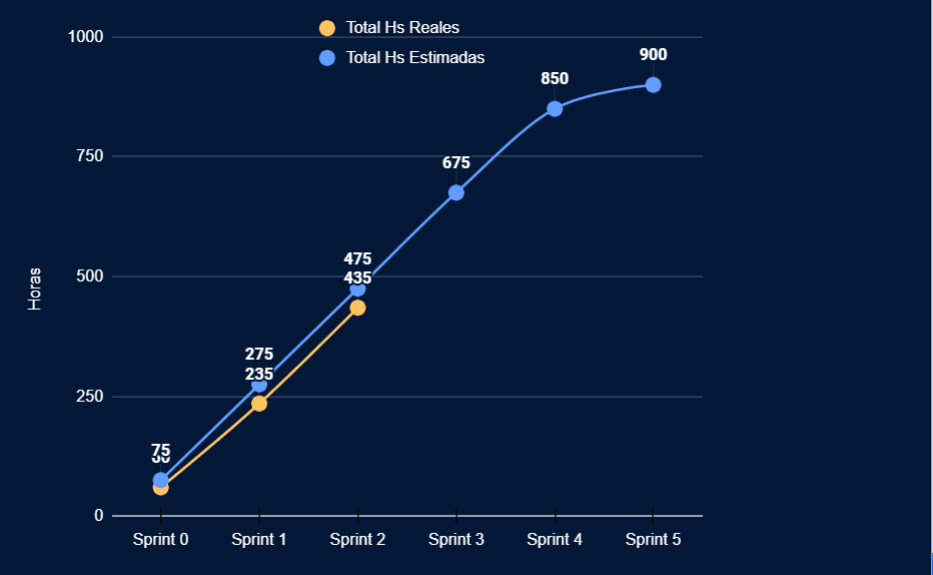 Total Hs Reales
Total Hs Estimadas
1000
750
500
250
0
Horas
75
275
235
475
435
675
850
900
Sprint 0
Sprint 1
Sprint 2
Sprint 3
Sprint 4
Sprint 5